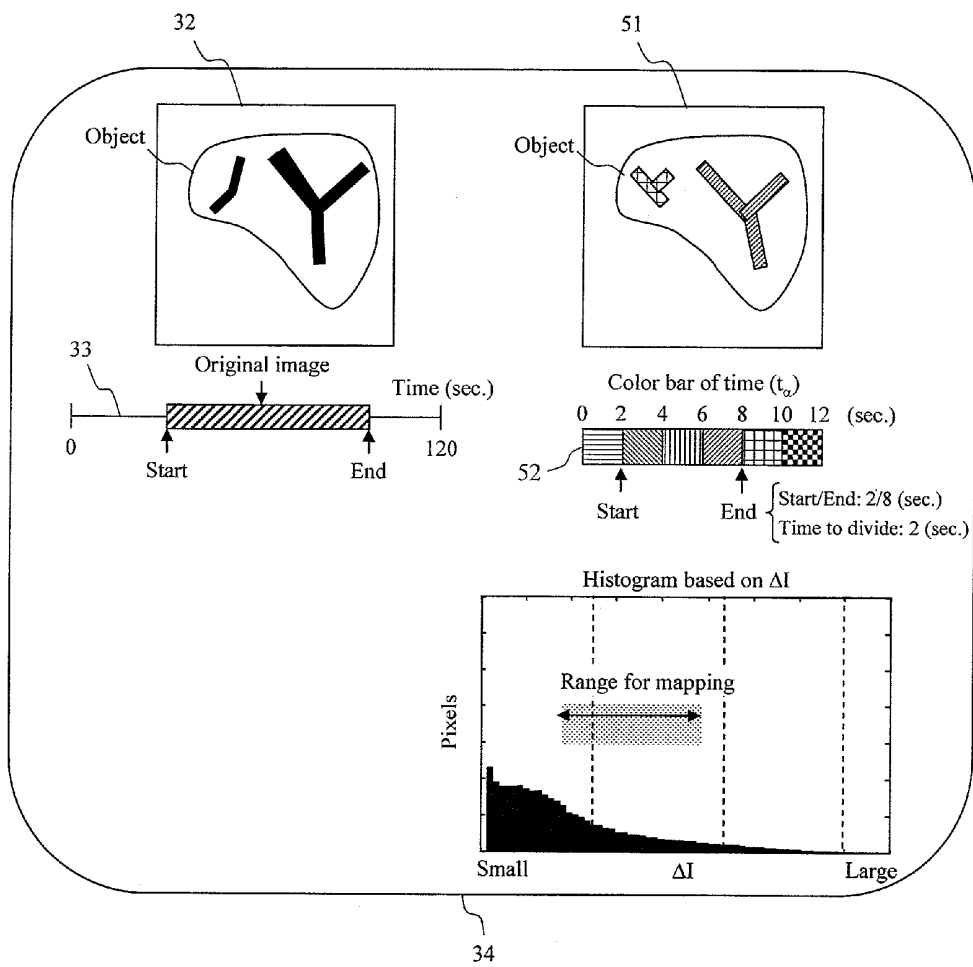 32
51
Object
Object
Original image
33
Time (sec.)
0
120
Start
End
Color bar of time (tα)
0 2 4 6 8 10 12 (sec.)
52
Start
End
Start/End: 2/8 (sec.)
Time to divide: 2 (sec.)
Histogram based on ΔI
Range for mapping
Pixels
Small
ΔI
Large
34